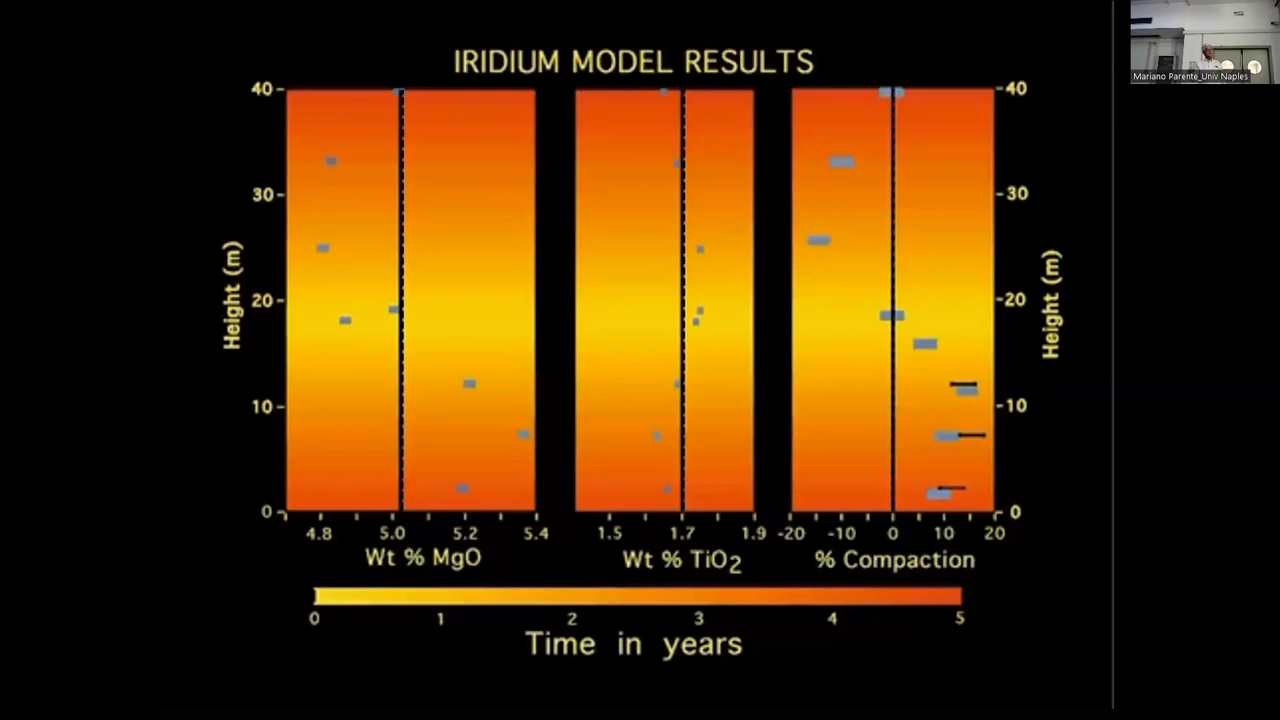 IRIDIUM MODEL RESULTS
Mariano Parente_Univ Naples
40
30
20
10
0
Height (m)
4.8 5.0 5.2 5.4
Wt % MgO
1.5 1.7 1.9
Wt % TiO2
-20 -10 0 10 20
% Compaction
40
30
20
10
0
Height (m)
0 1 2 3 4 5
Time in years